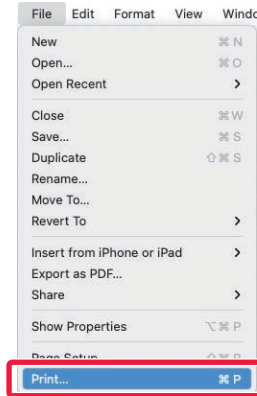 File Edit Format View Windo
New ⌘ N
Open... ⌘ O
Open Recent >
Close ⌘ W
Save... ⌘ S
Duplicate ⇧ ⌘ S
Rename...
Move To...
Revert To >
Insert from iPhone or iPad >
Export as PDF...
Share >
Show Properties ⌥ ⌘ P
Page Setup ⇧ ⌘ P
Print... ⌘ P